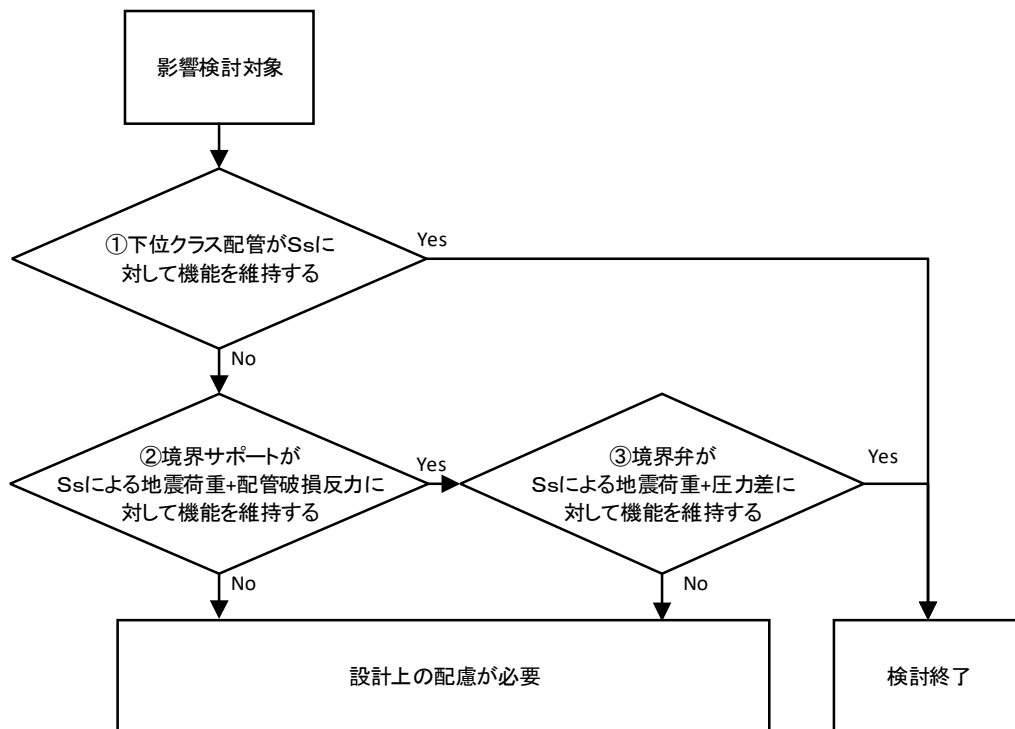 影響検討対象
①下位クラス配管がSsに
対して機能を維持する
Yes
No
②境界サポートが
Ssによる地震荷重+配管破損反力に
対して機能を維持する
Yes
③境界弁が
Ssによる地震荷重+圧力差に
対して機能を維持する
Yes
No
No
設計上の配慮が必要
検討終了